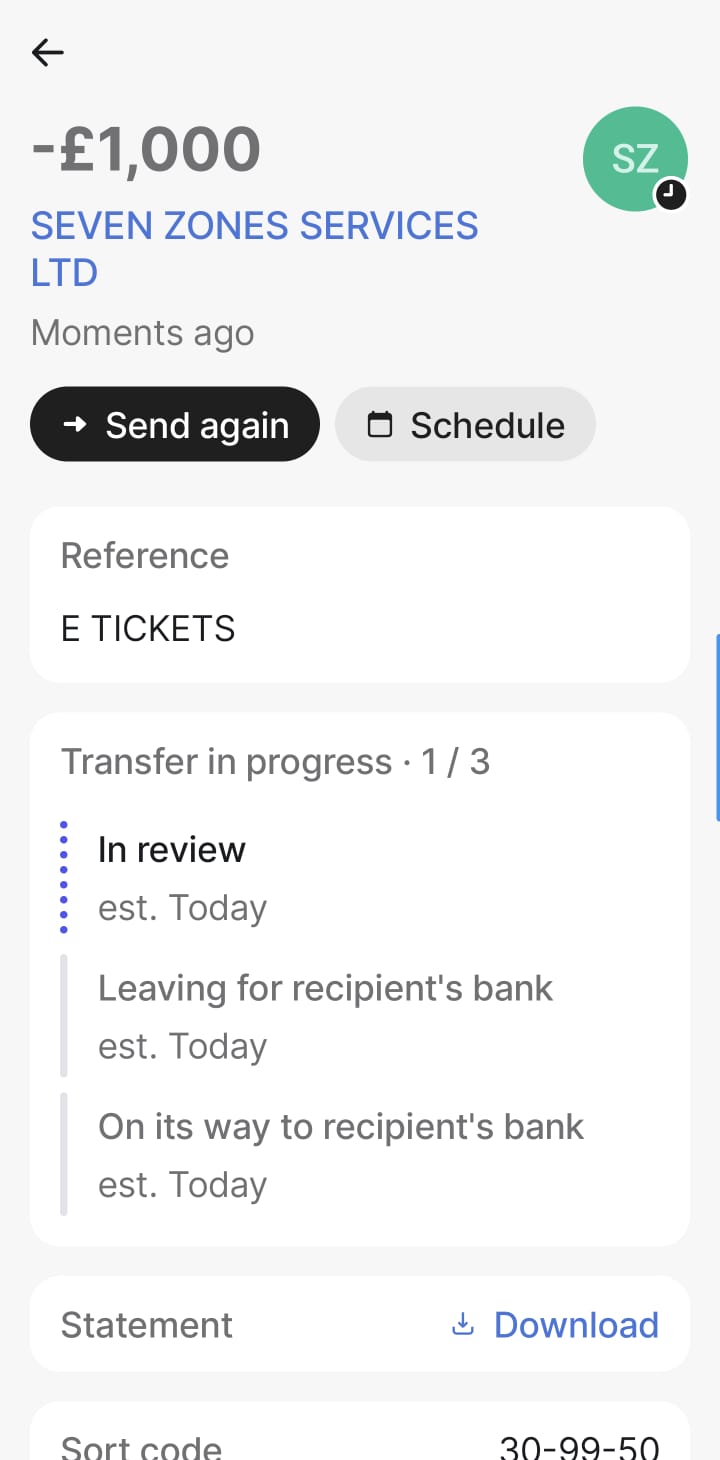 -£1,000
SZ
SEVEN ZONES SERVICES
LTD
Moments ago
Send again
Schedule
Reference
E TICKETS
Transfer in progress · 1 / 3
In review
est. Today
Leaving for recipient's bank
est. Today
On its way to recipient's bank
est. Today
Statement
Download
Sort code
30-99-50